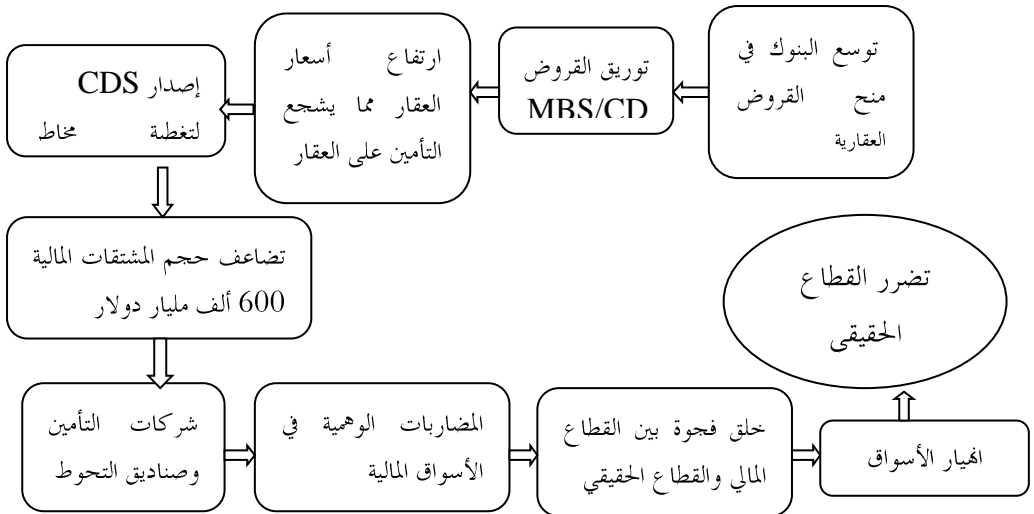 توسع البنوك في
منح القروض
العقارية
توريق القروض
MBS/CD
ارتفاع أسعار
العقار مما يشجع
التأمين على العقار
إصدار CDS
لتغطية مخاط
تضاعف حجم المشتقات المالية
600 ألف مليار دولار
شركات التأمين
وصناديق التحوط
المضاربات الوهمية في
الأسواق المالية
خلق فجوة بين القطاع
المالي والقطاع الحقيقي
انهيار الأسواق
تضرر القطاع
الحقيقي